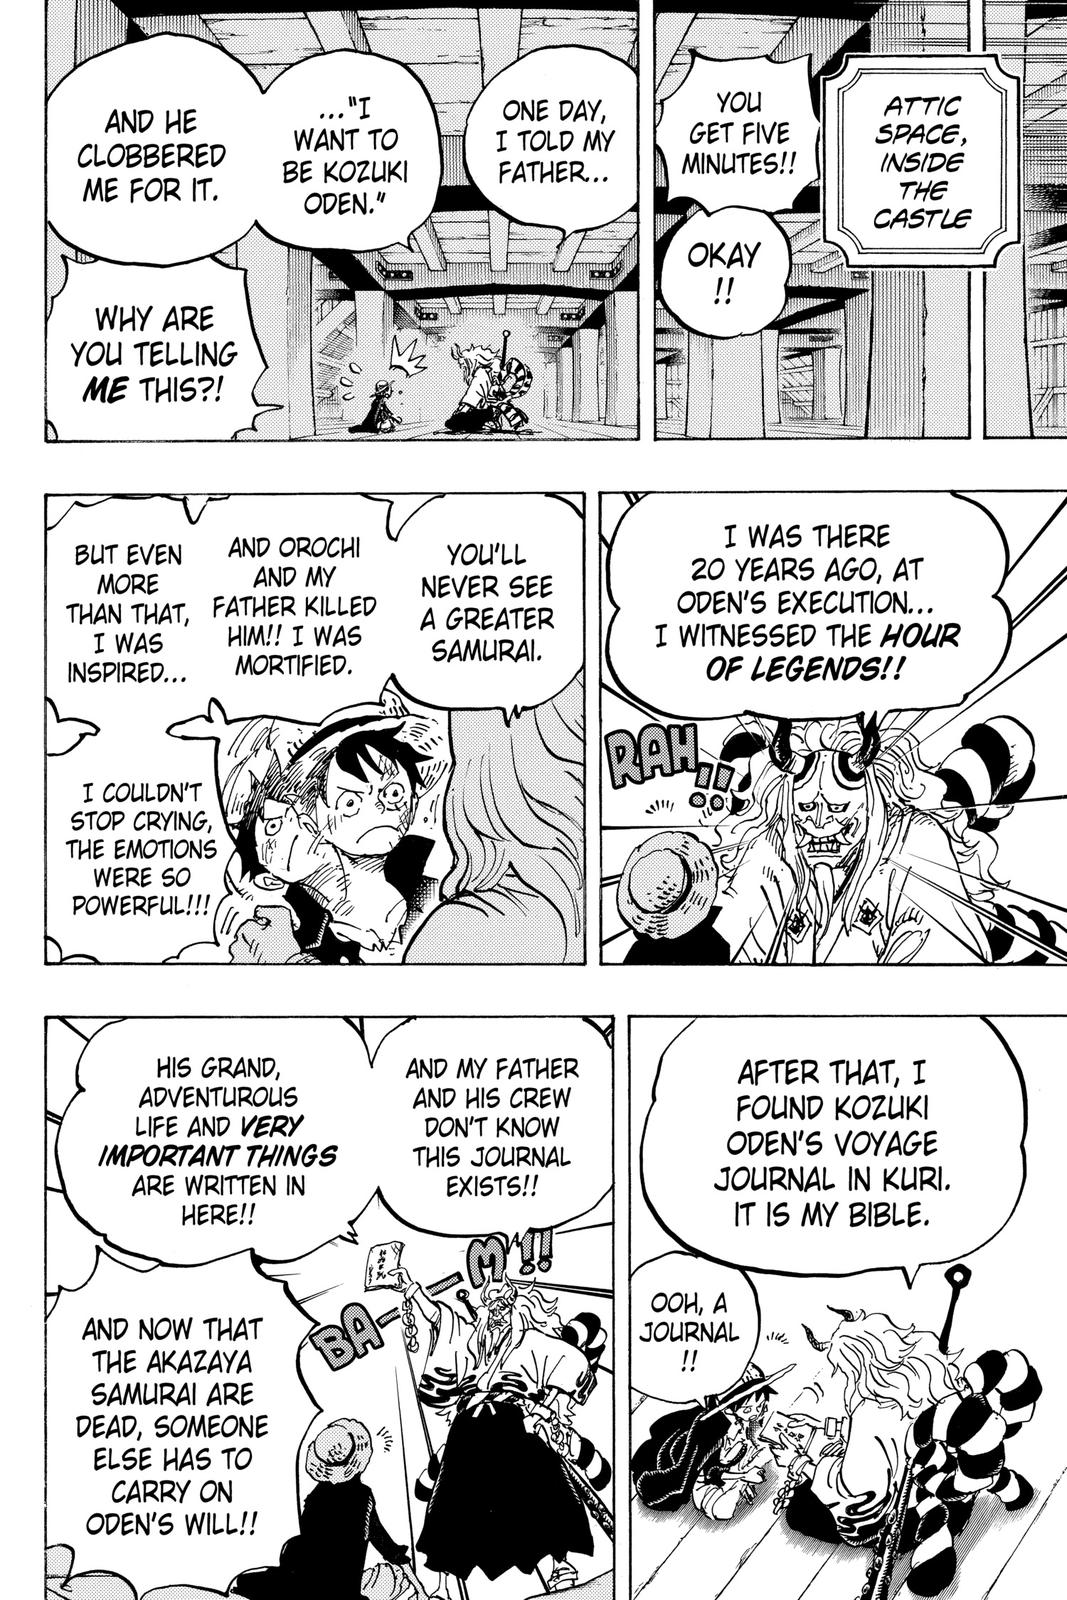 ATTIC
SPACE,
INSIDE
THE
CASTLE
YOU
GET FIVE
MINUTES!!
OKAY
!!
ONE DAY,
I TOLD MY
FATHER...
..."I
WANT TO
BE KOZUKI
ODEN."
AND HE
CLOBBERED
ME FOR IT.
WHY ARE
YOU TELLING
ME THIS?!
I WAS THERE
20 YEARS AGO, AT
ODEN'S EXECUTION...
I WITNESSED THE HOUR
OF LEGENDS!!
RAH!!
YOU'LL
NEVER SEE
A GREATER
SAMURAI.
AND OROCHI
AND MY
FATHER KILLED
HIM!! I WAS
MORTIFIED.
BUT EVEN
MORE
THAN THAT,
I WAS
INSPIRED...
I COULDN'T
STOP CRYING,
THE EMOTIONS
WERE SO
POWERFUL!!!
AFTER THAT, I
FOUND KOZUKI
ODEN'S VOYAGE
JOURNAL IN KURI.
IT IS MY BIBLE.
OOH, A
JOURNAL
!!
AND MY FATHER
AND HIS CREW
DON'T KNOW
THIS JOURNAL
EXISTS!!
HIS GRAND,
ADVENTUROUS
LIFE AND VERY
IMPORTANT THINGS
ARE WRITTEN IN
HERE!!
BA---M!!
AND NOW THAT
THE AKAZAYA
SAMURAI ARE
DEAD, SOMEONE
ELSE HAS TO
CARRY ON
ODEN'S WILL!!